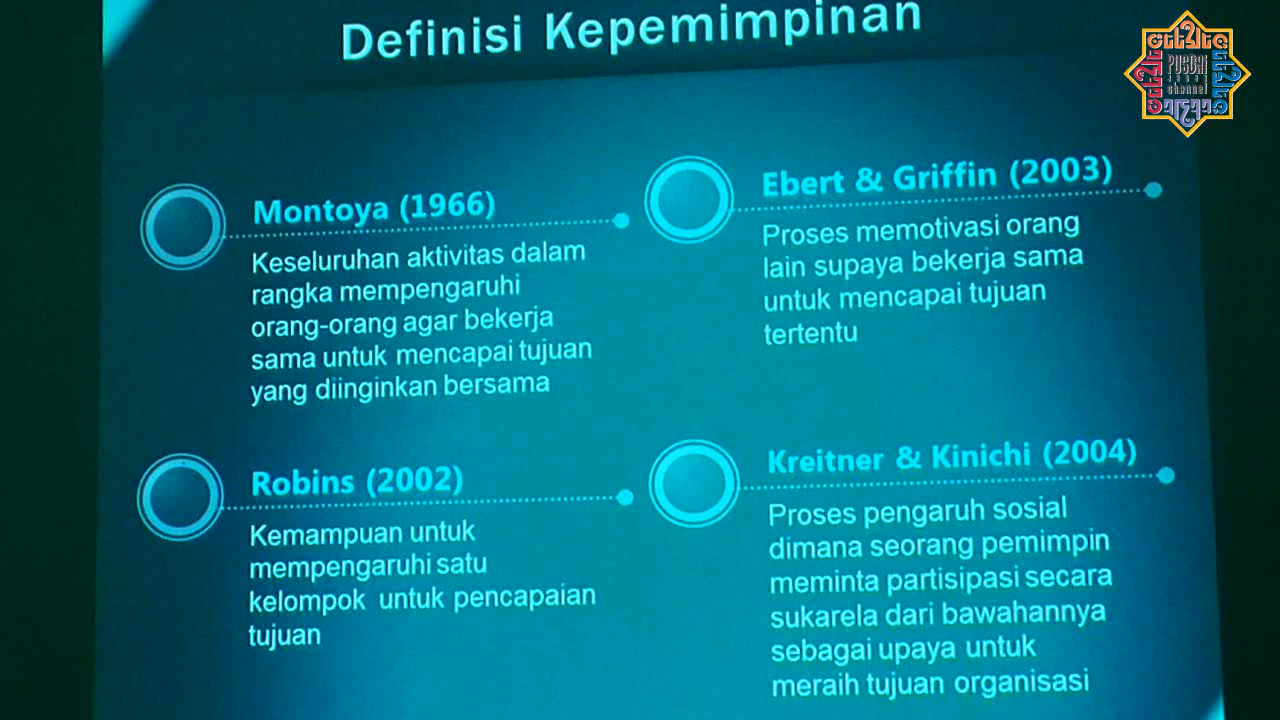 Definisi Kepemimpinan
Montoya (1966)
Keseluruhan aktivitas dalam
rangka mempengaruhi
orang-orang agar bekerja
sama untuk mencapai tujuan
yang diinginkan bersama
Ebert & Griffin (2003)
Proses memotivasi orang
lain supaya bekerja sama
untuk mencapai tujuan
tertentu
Robins (2002)
Kemampuan untuk
mempengaruhi satu
kelompok untuk pencapaian
tujuan
Kreitner & Kinichi (2004)
Proses pengaruh sosial
dimana seorang pemimpin
meminta partisipasi secara
sukarela dari bawahannya
sebagai upaya untuk
meraih tujuan organisasi
PUSDAI
channel